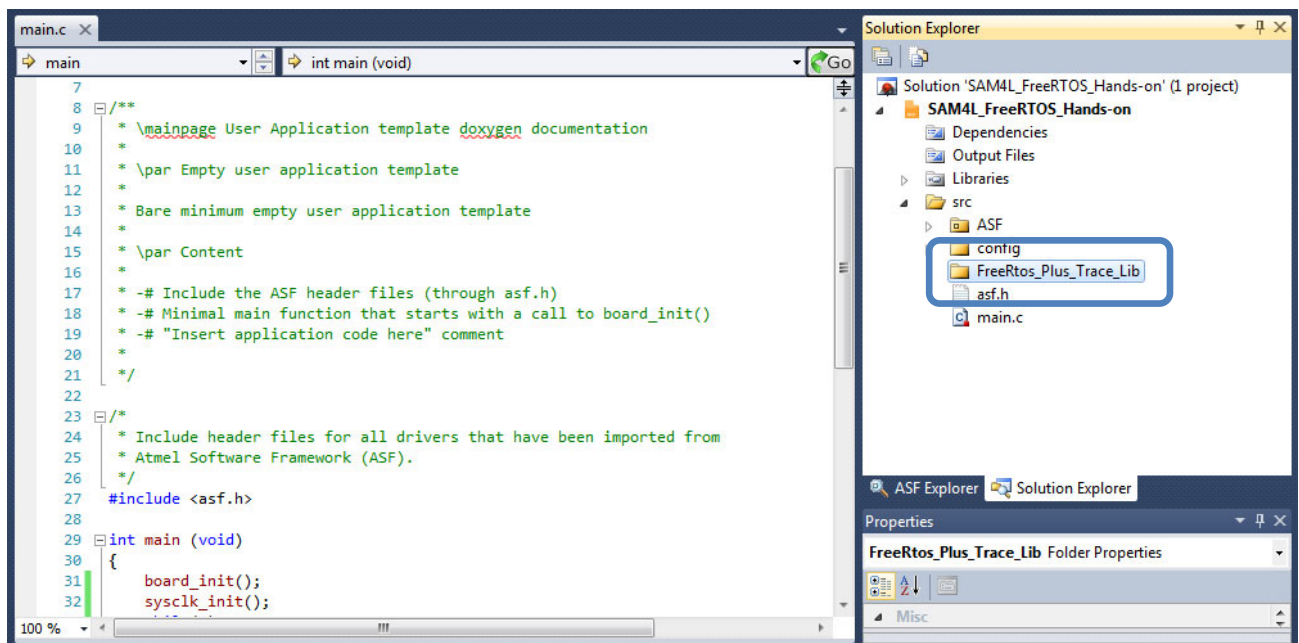 main.c
main
int main (void)
Go
7
8 /**
9 * \mainpage User Application template doxygen documentation
10 *
11 * \par Empty user application template
12 *
13 * Bare minimum empty user application template
14 *
15 * \par Content
16 *
17 * -# Include the ASF header files (through asf.h)
18 * -# Minimal main function that starts with a call to board_init()
19 * -# "Insert application code here" comment
20 *
21 */
22
23 /*
24 * Include header files for all drivers that have been imported from
25 * Atmel Software Framework (ASF).
26 */
27 #include <asf.h>
28
29 int main (void)
30 {
31 board_init();
32 sysclk_init();
100 %
Solution Explorer
Solution 'SAM4L_FreeRTOS_Hands-on' (1 project)
SAM4L_FreeRTOS_Hands-on
Dependencies
Output Files
Libraries
src
ASF
config
FreeRtos_Plus_Trace_Lib
asf.h
main.c
ASF Explorer Solution Explorer
Properties
FreeRtos_Plus_Trace_Lib Folder Properties
Misc